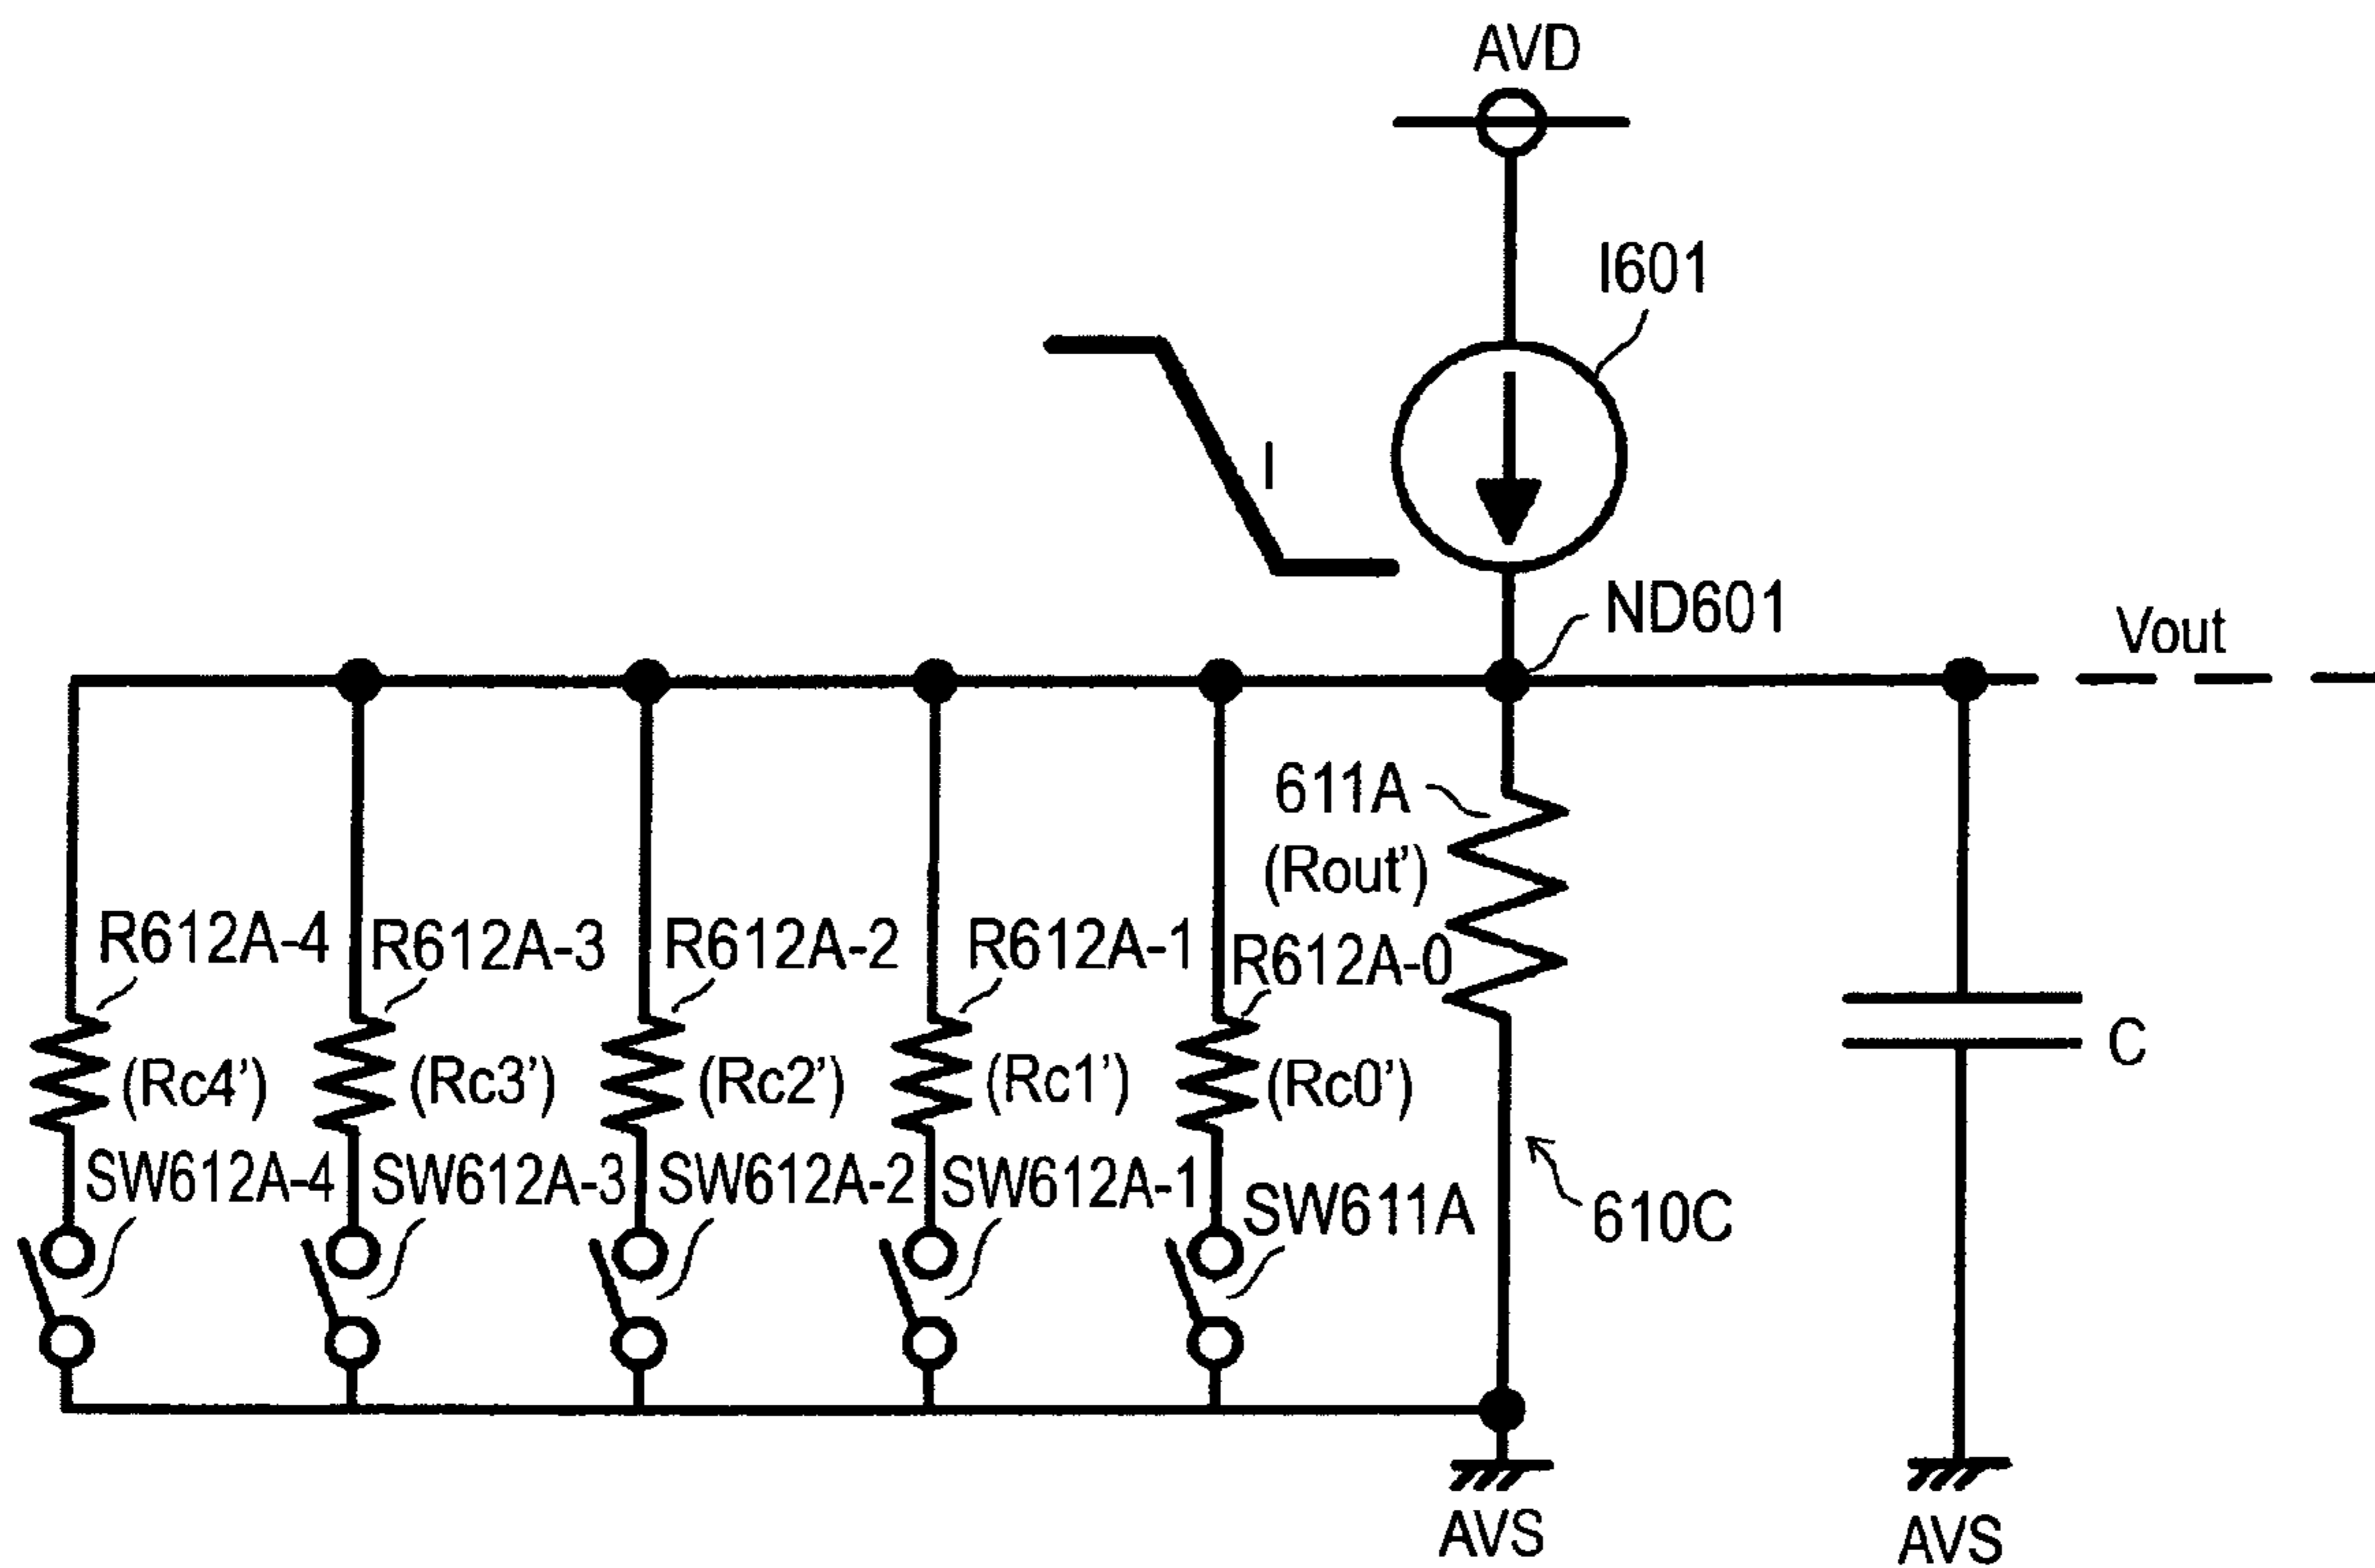 AVD
I601
I
ND601
Vout
611A
(Rout’)
R612A-4
R612A-3
R612A-2
R612A-1
R612A-0
(Rc4’)
(Rc3’)
(Rc2’)
(Rc1’)
(Rc0’)
C
SW612A-4
SW612A-3
SW612A-2
SW612A-1
SW611A
610C
AVS
AVS